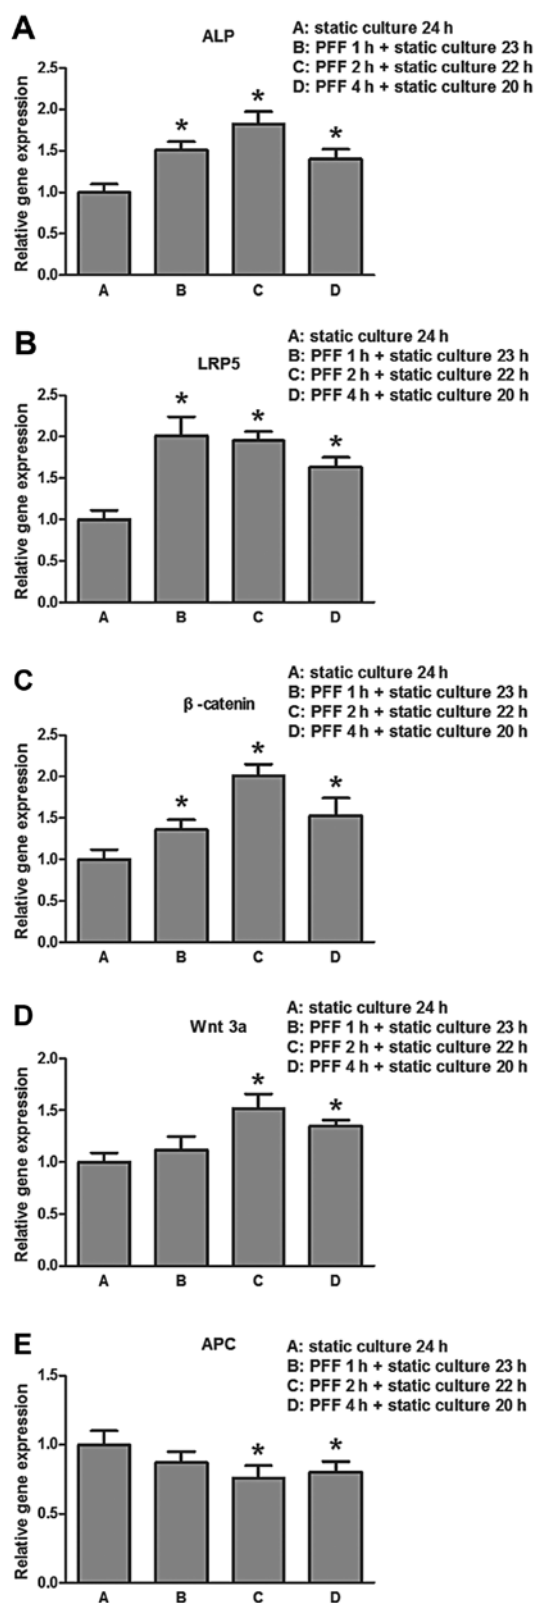 A
ALP
A: static culture 24 h
B: PFF 1 h + static culture 23 h
C: PFF 2 h + static culture 22 h
D: PFF 4 h + static culture 20 h
Relative gene expression
2.5
2.0
1.5
1.0
0.5
0.0
*
*
*
A B C D
B
LRP5
A: static culture 24 h
B: PFF 1 h + static culture 23 h
C: PFF 2 h + static culture 22 h
D: PFF 4 h + static culture 20 h
Relative gene expression
2.5
2.0
1.5
1.0
0.5
0.0
*
*
*
A B C D
C
β -catenin
A: static culture 24 h
B: PFF 1 h + static culture 23 h
C: PFF 2 h + static culture 22 h
D: PFF 4 h + static culture 20 h
Relative gene expression
2.5
2.0
1.5
1.0
0.5
0.0
*
*
*
A B C D
D
Wnt 3a
A: static culture 24 h
B: PFF 1 h + static culture 23 h
C: PFF 2 h + static culture 22 h
D: PFF 4 h + static culture 20 h
Relative gene expression
2.0
1.5
1.0
0.5
0.0
*
*
A B C D
E
APC
A: static culture 24 h
B: PFF 1 h + static culture 23 h
C: PFF 2 h + static culture 22 h
D: PFF 4 h + static culture 20 h
Relative gene expression
1.5
1.0
0.5
0.0
*
*
A B C D